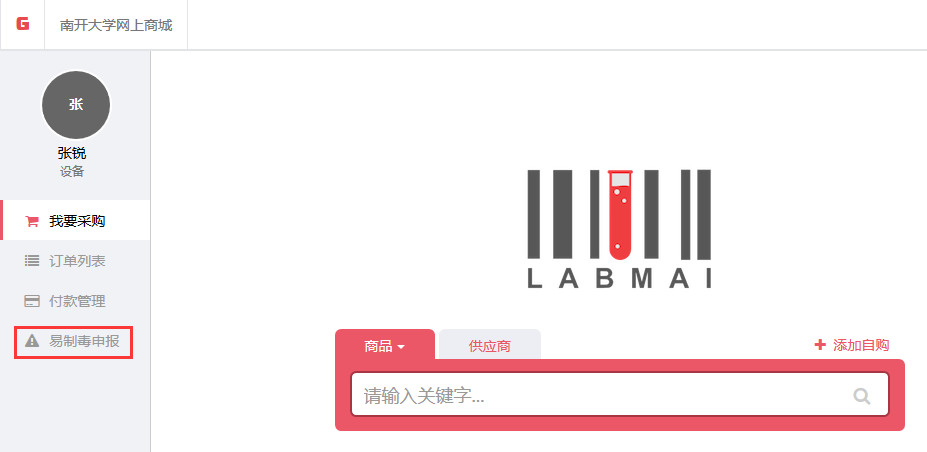 G
南开大学网上商城
张
张锐
设备
我要采购
订单列表
付款管理
易制毒申报
LABMAI
商品
供应商
添加自购
请输入关键字...